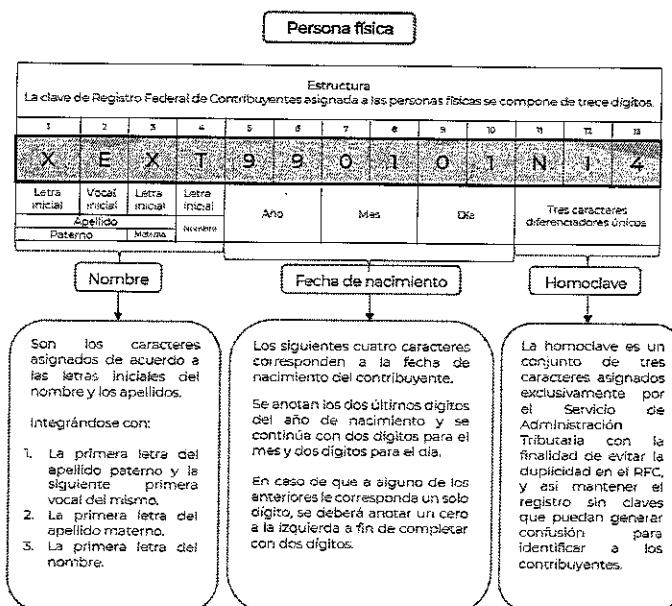 Persona física
Estructura
La clave de Registro Federal de Contribuyentes asignada a las personas físicas se compone de trece dígitos.
1 2 3 4 5 6 7 8 9 10 11 12 13
X E X T 9 9 0 1 0 1 N I 4
Letra inicial Vocal inicial Letra inicial Letra inicial Año Mes Día Tres caracteres diferenciadores únicos
Apellido
Paterno Materno Nombre
Nombre
Son los caracteres
asignados de acuerdo a
las letras iniciales del
nombre y los apellidos.
Integrándose con:
1. La primera letra del
apellido paterno y la
siguiente primera
vocal del mismo.
2. La primera letra del
apellido materno.
3. La primera letra del
nombre.
Fecha de nacimiento
Los siguientes cuatro caracteres
corresponden a la fecha de
nacimiento del contribuyante.
Se anotan los dos últimos dígitos
del año de nacimiento y se
continúa con dos dígitos para el
mes y dos dígitos para el día.
En caso de que a alguno de los
anteriores le corresponda un solo
dígito, se deberá anotar un cero
a la izquierda a fin de completar
con dos dígitos.
Homoclave
La homoclave es un
conjunto de tres
caracteres asignados
exclusivamente por
el Servicio de
Administración
Tributaria con la
finalidad de evitar la
duplicidad en el RFC,
y así mantener el
registro sin claves
que puedan generar
confusión para
identificar a los
contribuyentes.